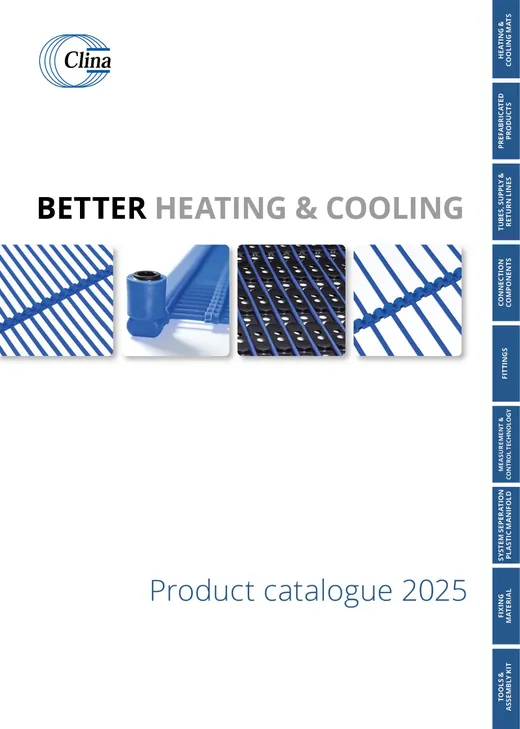 Clina
BETTER HEATING & COOLING
Product catalogue 2025
HEATING &
COOLING MATS
PREFABRICATED
PRODUCTS
TUBES, SUPPLY &
RETURN LINES
CONNECTION
COMPONENTS
FITTINGS
MEASUREMENT &
CONTROL TECHNOLOGY
SYSTEM SEPERATION
PLASTIC MANIFOLD
FIXING
MATERIAL
TOOLS &
ASSEMBLY KIT